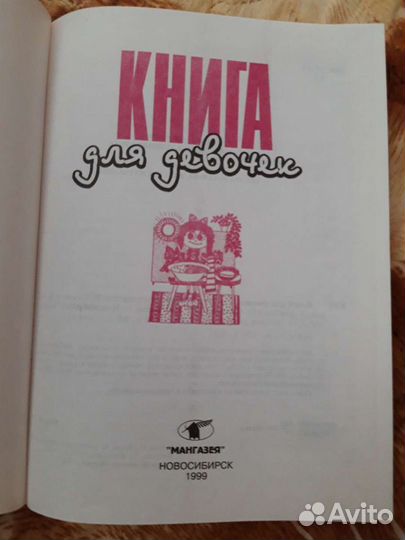 КНИГА
для девочек
"МАНГАЗЕЯ"
НОВОСИБИРСК
1999
Avito